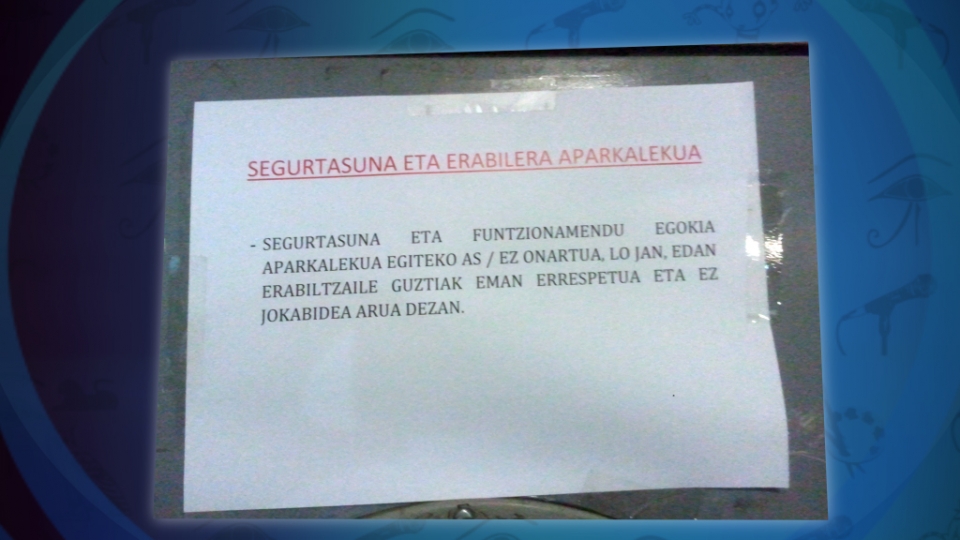 SEGURTASUNA ETA ERABILERA APARKALEKUA
- SEGURTASUNA ETA FUNTZIONAMENDU EGOKIA
APARKALEKUA EGITEKO AS / EZ ONARTUA, LO JAN, EDAN
ERABILTZAILE GUZTIAK EMAN ERRESPETUA ETA EZ
JOKABIDEA ARUA DEZAN.